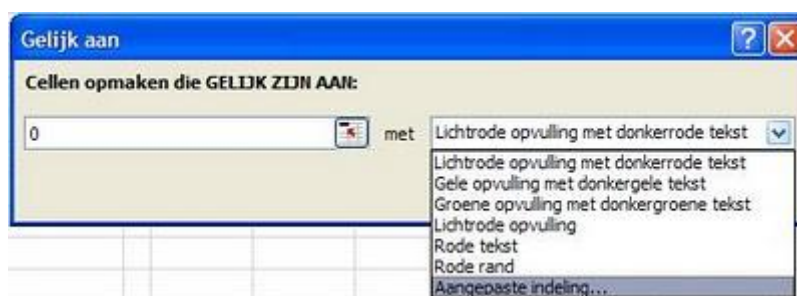 Gelijk aan
Cellen opmaken die GELIJK ZIJN AAN:
0 met Lichtrode opvulling met donkerrode tekst
Lichtrode opvulling met donkerrode tekst
Gele opvulling met donkergele tekst
Groene opvulling met donkergroene tekst
Lichtrode opvulling
Rode tekst
Rode rand
Aangepaste indeling...